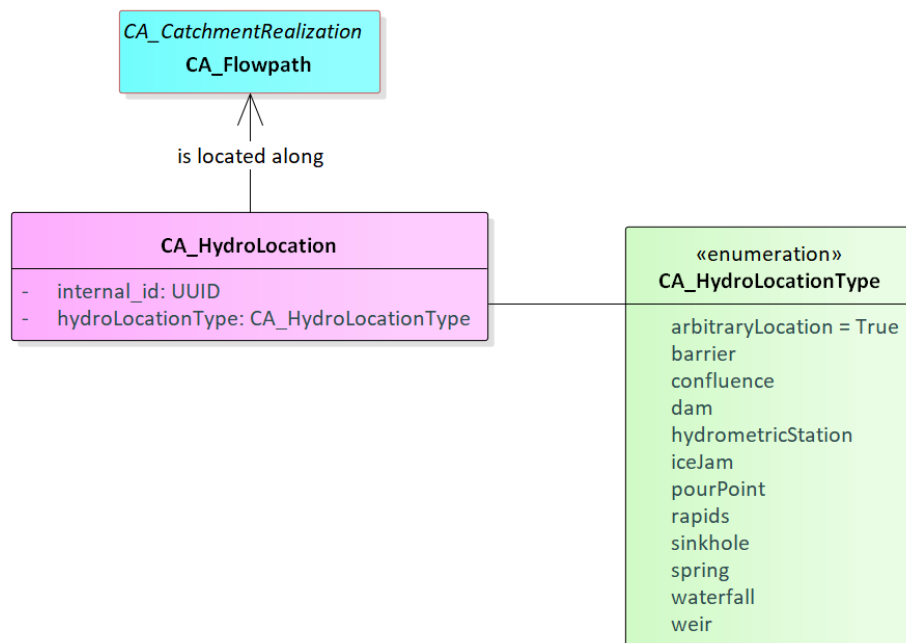 CA_CatchmentRealization
CA_Flowpath
is located along
CA_HydroLocation
- internal_id: UUID
- hydroLocationType: CA_HydroLocationType
«enumeration»
CA_HydroLocationType
arbitraryLocation = True
barrier
confluence
dam
hydrometricStation
iceJam
pourPoint
rapids
sinkhole
spring
waterfall
weir